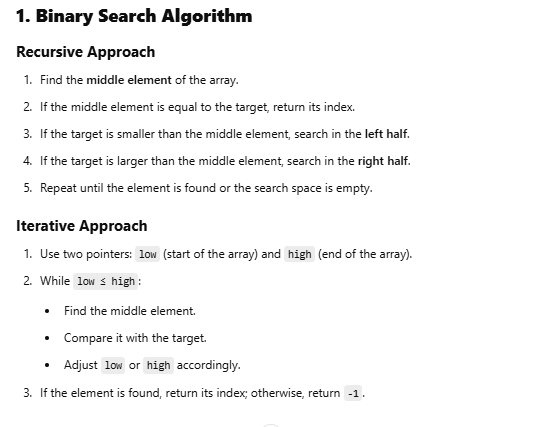 1. Binary Search Algorithm
Recursive Approach
1. Find the middle element of the array.
2. If the middle element is equal to the target, return its index.
3. If the target is smaller than the middle element, search in the left half.
4. If the target is larger than the middle element, search in the right half.
5. Repeat until the element is found or the search space is empty.
Iterative Approach
1. Use two pointers: low (start of the array) and high (end of the array).
2. While low ≤ high:
• Find the middle element.
• Compare it with the target.
• Adjust low or high accordingly.
3. If the element is found, return its index; otherwise, return -1.